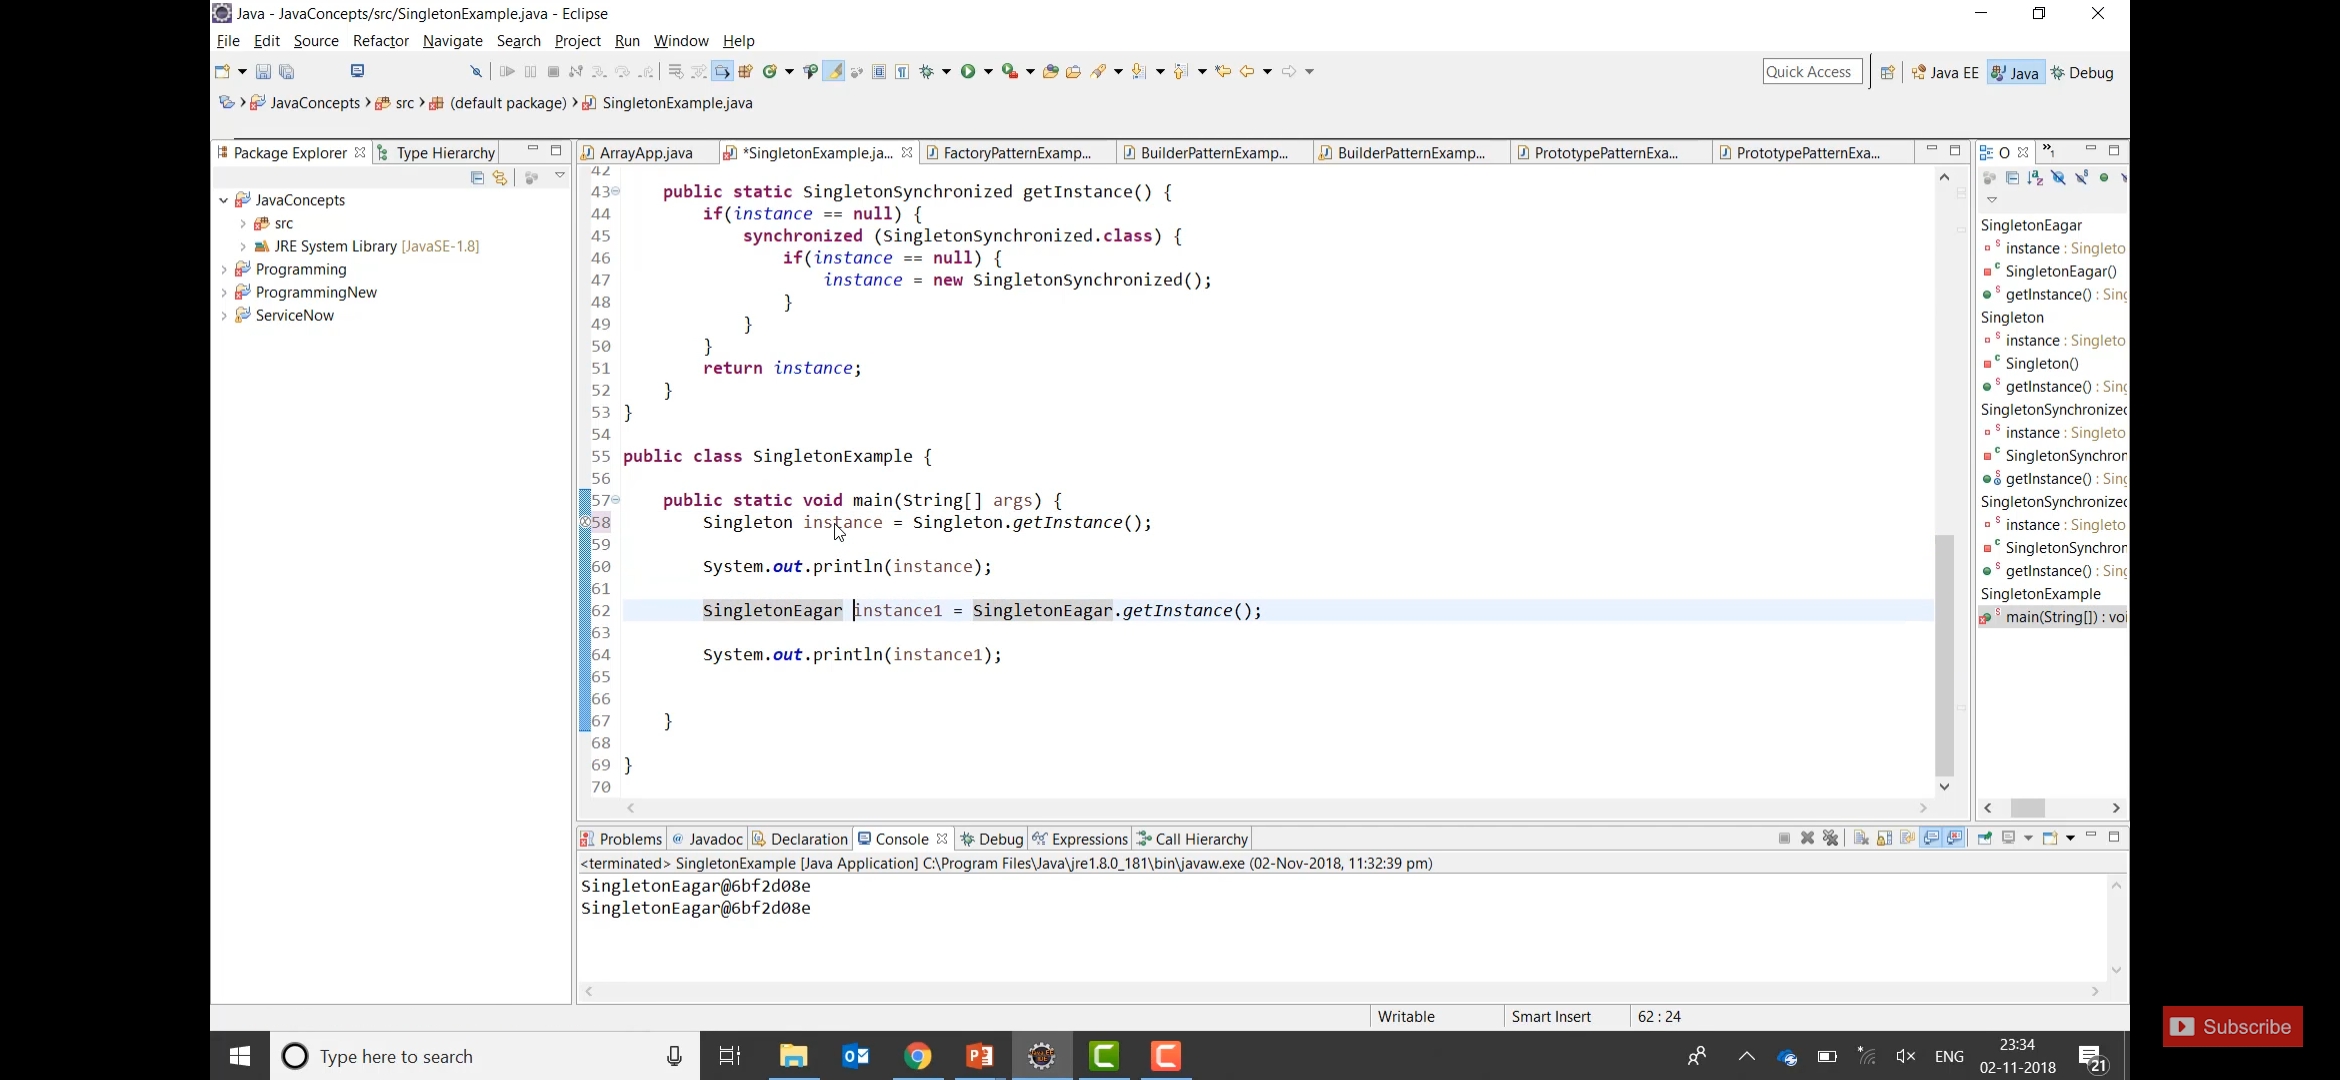 Java - JavaConcepts/src/SingletonExample.java - Eclipse
File Edit Source Refactor Navigate Search Project Run Window Help
Quick Access Java EE Java Debug
JavaConcepts src (default package) SingletonExample.java
Package Explorer Type Hierarchy
JavaConcepts
src
JRE System Library [JavaSE-1.8]
Programming
ProgrammingNew
ServiceNow
ArrayApp.java *SingletonExample.ja... FactoryPatternExamp... BuilderPatternExamp... BuilderPatternExamp... PrototypePatternExa... PrototypePatternExa...
42
43 public static SingletonSynchronized getInstance() {
44 if(instance == null) {
45 synchronized (SingletonSynchronized.class) {
46 if(instance == null) {
47 instance = new SingletonSynchronized();
48 }
49 }
50 }
51 return instance;
52 }
53 }
54
55 public class SingletonExample {
56
57 public static void main(String[] args) {
58 Singleton instance = Singleton.getInstance();
59
60 System.out.println(instance);
61
62 SingletonEagar instance1 = SingletonEagar.getInstance();
63
64 System.out.println(instance1);
65
66
67 }
68
69 }
70
O »1
SingletonEagar
instance : Singleto
SingletonEagar()
getInstance() : Sing
Singleton
instance : Singleto
Singleton()
getInstance() : Sing
SingletonSynchronized
instance : Singleto
SingletonSynchror
getInstance() : Sing
SingletonSynchronized
instance : Singleto
SingletonSynchror
getInstance() : Sing
SingletonExample
main(String[]) : voi
Problems @ Javadoc Declaration Console Debug Expressions Call Hierarchy
<terminated> SingletonExample [Java Application] C:\Program Files\Java\jre1.8.0_181\bin\javaw.exe (02-Nov-2018, 11:32:39 pm)
SingletonEagar@6bf2d08e
SingletonEagar@6bf2d08e
Writable Smart Insert 62 : 24
Type here to search
ENG
23:34
02-11-2018
21
Subscribe